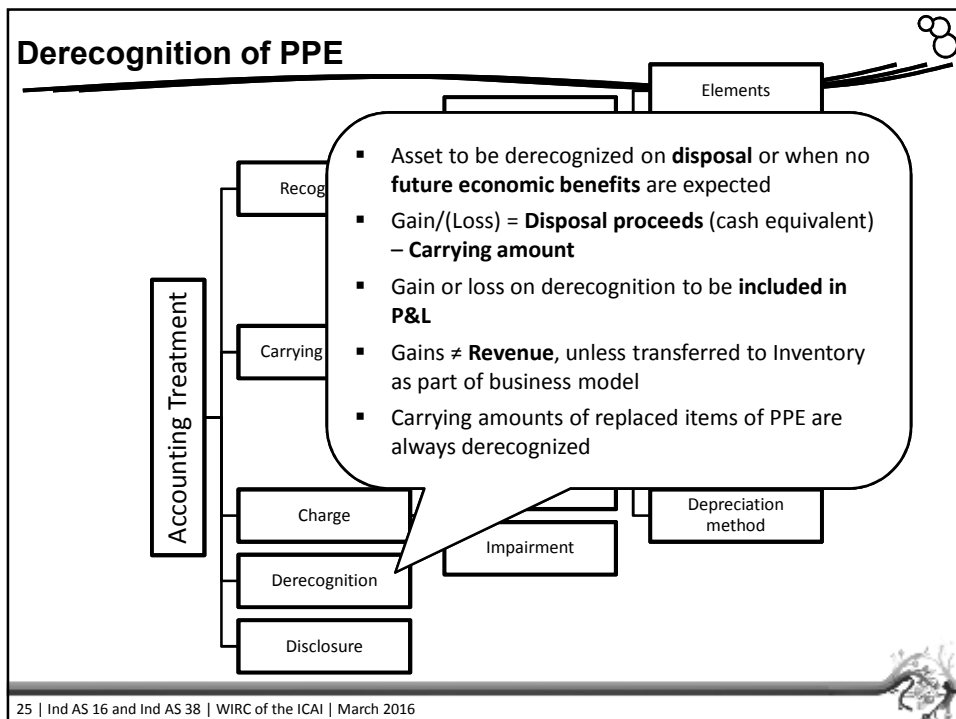 Derecognition of PPE
Elements
▪ Asset to be derecognized on disposal or when no
future economic benefits are expected
▪ Gain/(Loss) = Disposal proceeds (cash equivalent)
– Carrying amount
▪ Gain or loss on derecognition to be included in
P&L
▪ Gains ≠ Revenue, unless transferred to Inventory
as part of business model
▪ Carrying amounts of replaced items of PPE are
always derecognized
Accounting Treatment
Recog
Carrying
Charge
Derecognition
Disclosure
Impairment
Depreciation
method
25 | Ind AS 16 and Ind AS 38 | WIRC of the ICAI | March 2016